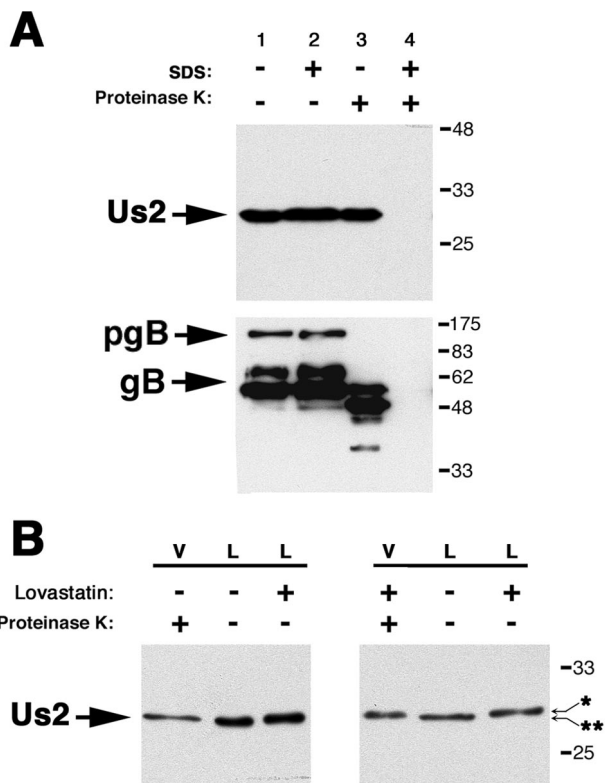 A
1 2 3 4
SDS: - + - +
Proteinase K: - - + +
-48
-33
Us2
-25
-175
pgB
-83
-62
gB
-48
-33
B
V L L V L L
Lovastatin: - - + + - +
Proteinase K: + - - + - -
-33
*
Us2
**
-25